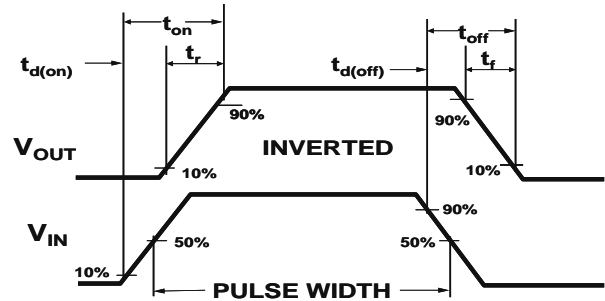 t_on
t_off
t_d(on)
t_r
t_d(off)
t_f
90%
90%
V_OUT
INVERTED
10%
10%
V_IN
90%
50%
50%
10%
PULSE WIDTH